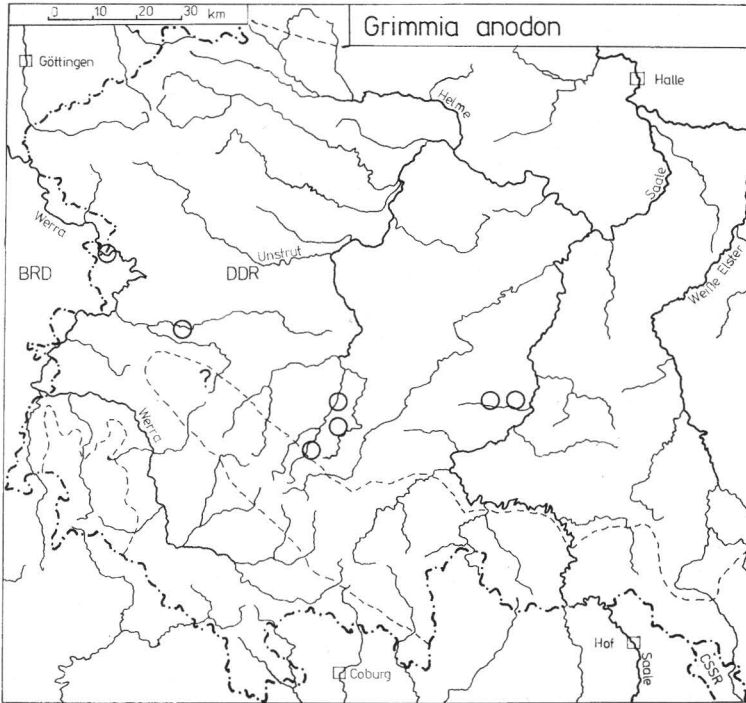 0 10 20 30 km
Grimmia anodon
Göttingen
Halle
Helme
Saale
Werra
Unstrut
BRD
DDR
Weiße Elster
?
Werra
Hof
Saale
CSSR
Coburg